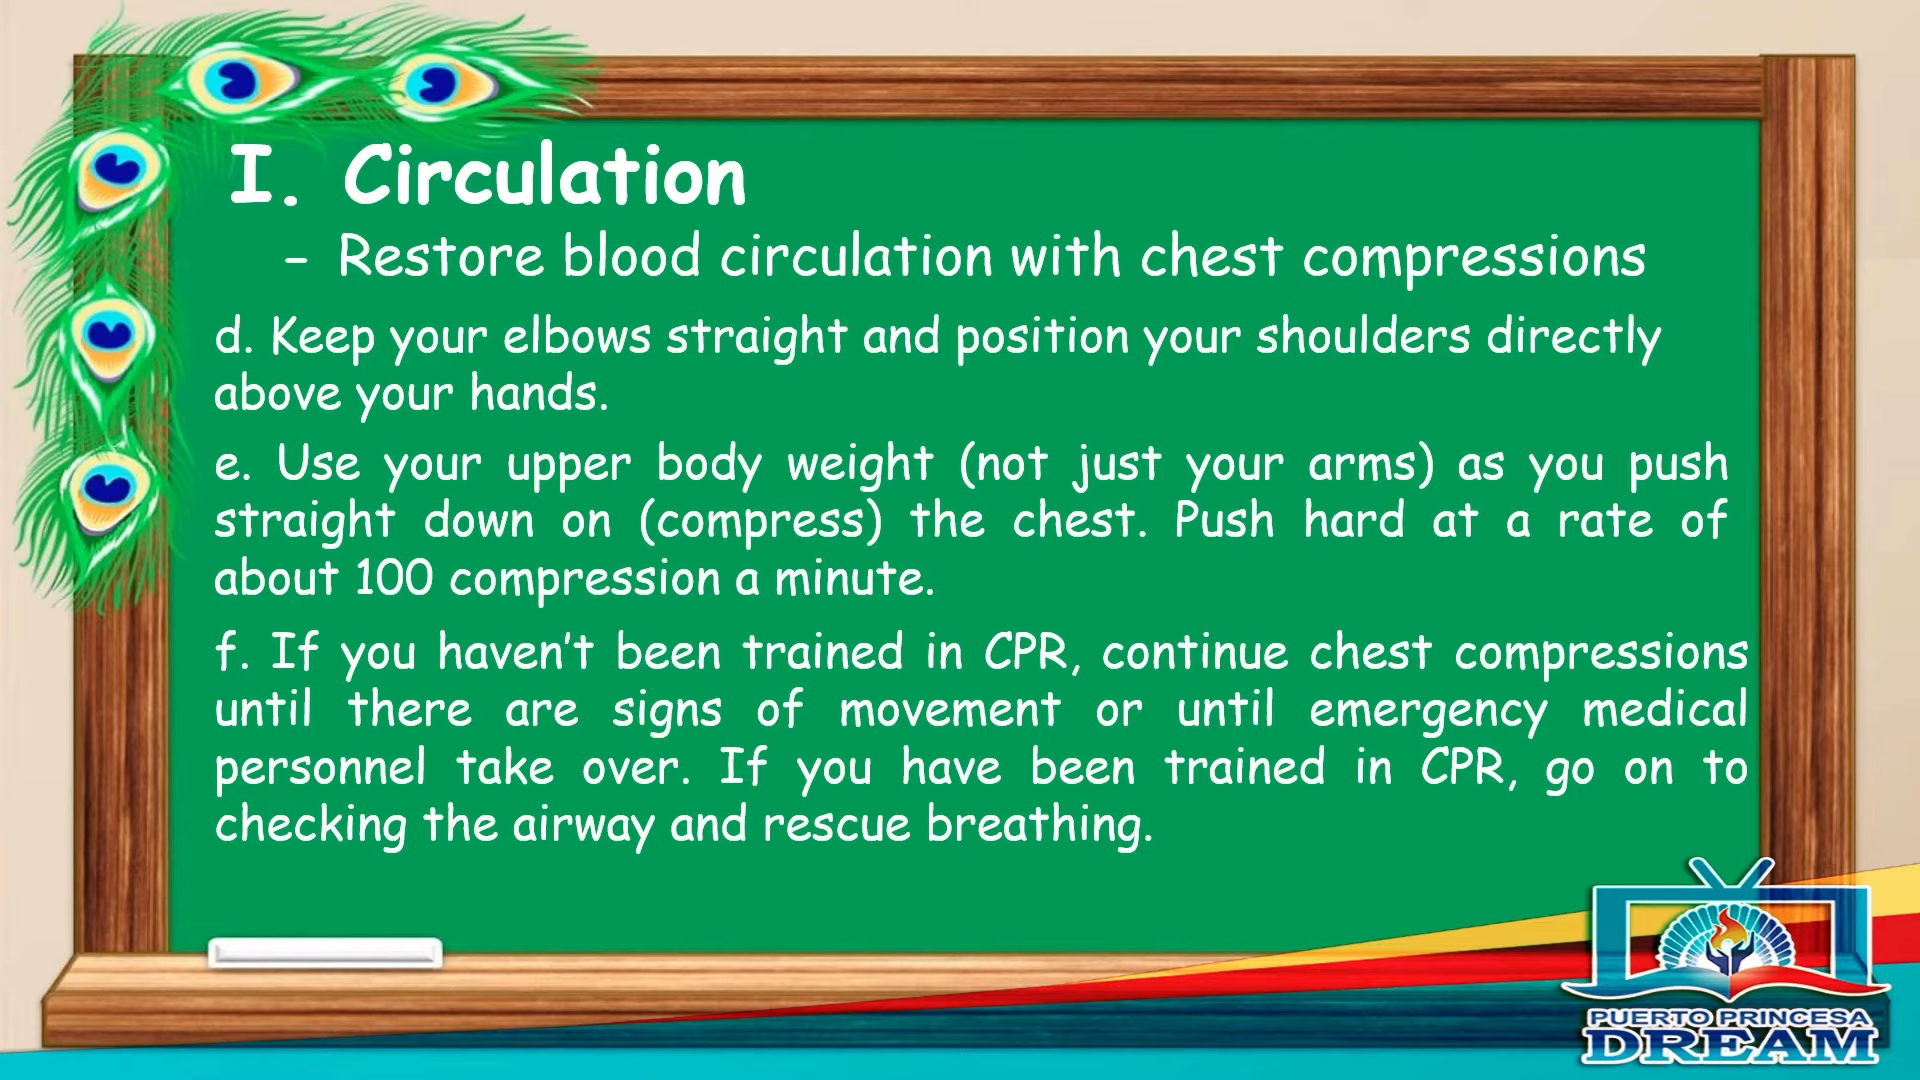 I. Circulation
- Restore blood circulation with chest compressions
d. Keep your elbows straight and position your shoulders directly
above your hands.
e. Use your upper body weight (not just your arms) as you push
straight down on (compress) the chest. Push hard at a rate of
about 100 compression a minute.
f. If you haven't been trained in CPR, continue chest compressions
until there are signs of movement or until emergency medical
personnel take over. If you have been trained in CPR, go on to
checking the airway and rescue breathing.
PUERTO PRINCESA
DREAM